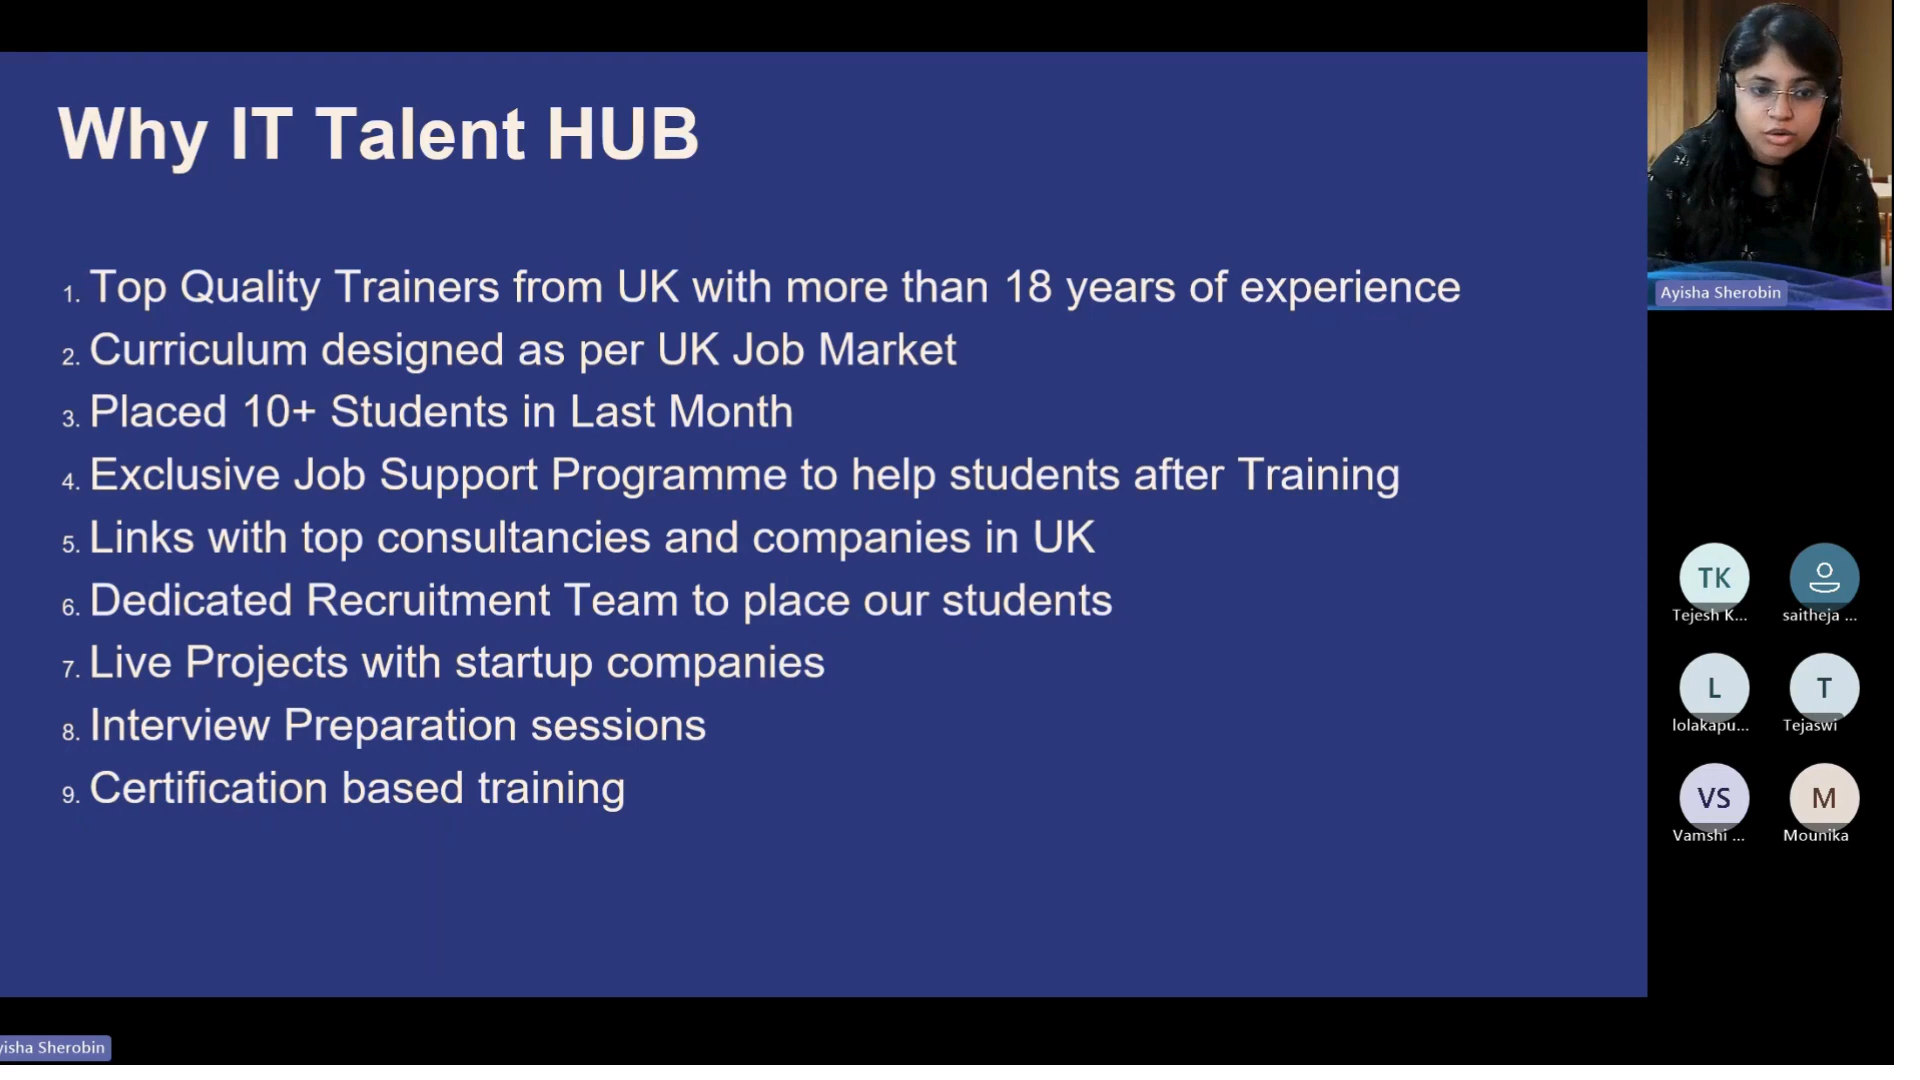 Why IT Talent HUB
1. Top Quality Trainers from UK with more than 18 years of experience
2. Curriculum designed as per UK Job Market
3. Placed 10+ Students in Last Month
4. Exclusive Job Support Programme to help students after Training
5. Links with top consultancies and companies in UK
6. Dedicated Recruitment Team to place our students
7. Live Projects with startup companies
8. Interview Preparation sessions
9. Certification based training
Ayisha Sherobin
TK
Tejesh K...
saitheja ...
L
lolakapu...
T
Tejaswi
VS
Vamshi ...
M
Mounika
yisha Sherobin